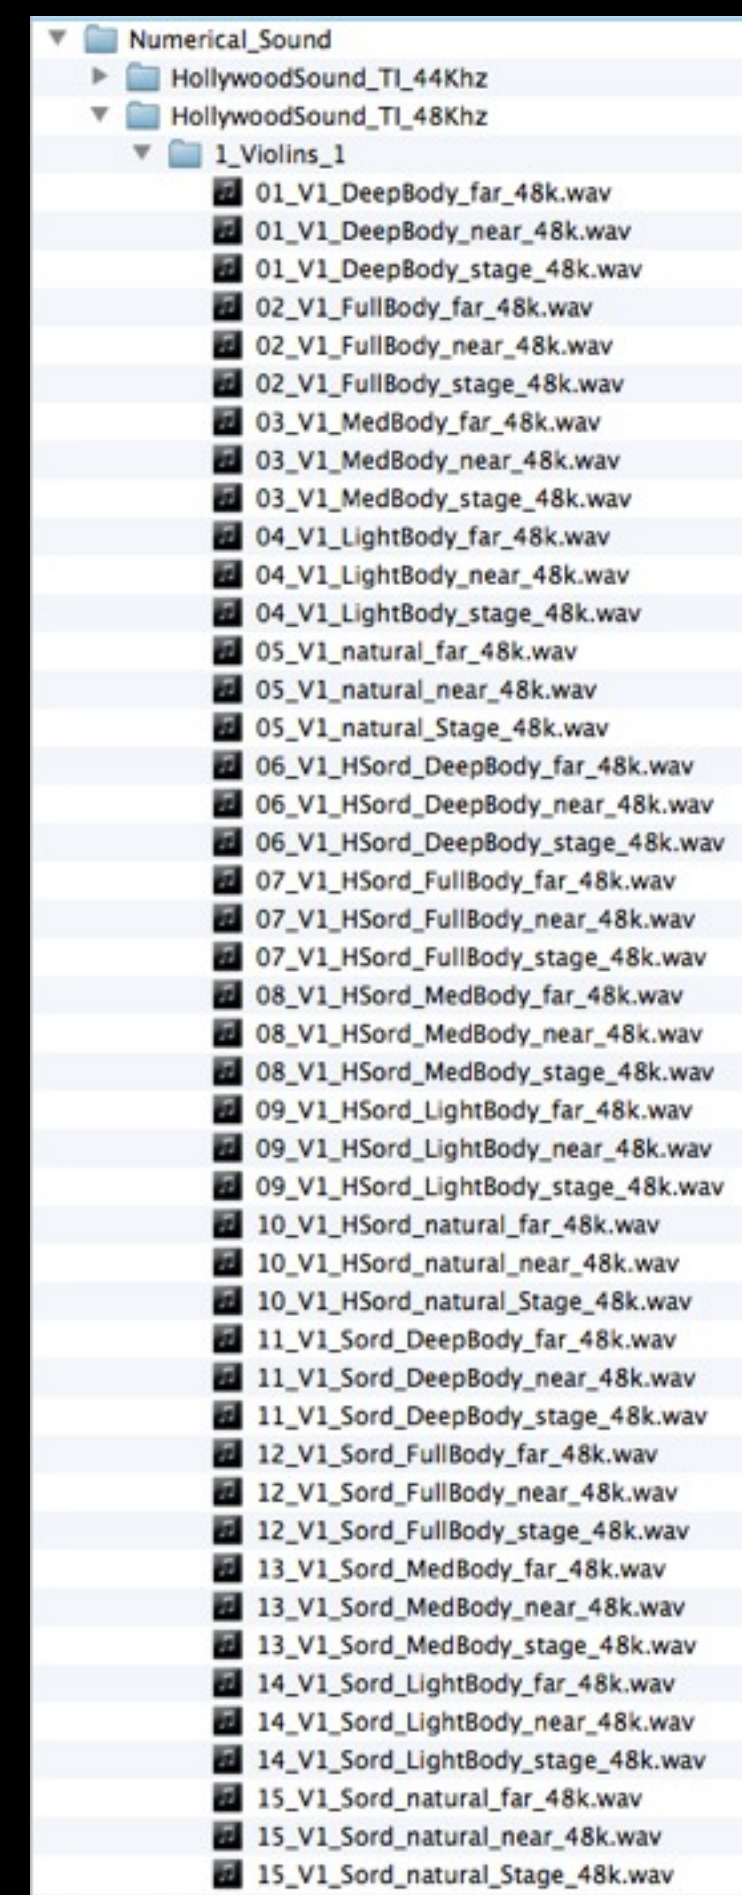 Numerical_Sound
HollywoodSound_TI_44Khz
HollywoodSound_TI_48Khz
1_Violins_1
01_V1_DeepBody_far_48k.wav
01_V1_DeepBody_near_48k.wav
01_V1_DeepBody_stage_48k.wav
02_V1_FullBody_far_48k.wav
02_V1_FullBody_near_48k.wav
02_V1_FullBody_stage_48k.wav
03_V1_MedBody_far_48k.wav
03_V1_MedBody_near_48k.wav
03_V1_MedBody_stage_48k.wav
04_V1_LightBody_far_48k.wav
04_V1_LightBody_near_48k.wav
04_V1_LightBody_stage_48k.wav
05_V1_natural_far_48k.wav
05_V1_natural_near_48k.wav
05_V1_natural_Stage_48k.wav
06_V1_HSord_DeepBody_far_48k.wav
06_V1_HSord_DeepBody_near_48k.wav
06_V1_HSord_DeepBody_stage_48k.wav
07_V1_HSord_FullBody_far_48k.wav
07_V1_HSord_FullBody_near_48k.wav
07_V1_HSord_FullBody_stage_48k.wav
08_V1_HSord_MedBody_far_48k.wav
08_V1_HSord_MedBody_near_48k.wav
08_V1_HSord_MedBody_stage_48k.wav
09_V1_HSord_LightBody_far_48k.wav
09_V1_HSord_LightBody_near_48k.wav
09_V1_HSord_LightBody_stage_48k.wav
10_V1_HSord_natural_far_48k.wav
10_V1_HSord_natural_near_48k.wav
10_V1_HSord_natural_Stage_48k.wav
11_V1_Sord_DeepBody_far_48k.wav
11_V1_Sord_DeepBody_near_48k.wav
11_V1_Sord_DeepBody_stage_48k.wav
12_V1_Sord_FullBody_far_48k.wav
12_V1_Sord_FullBody_near_48k.wav
12_V1_Sord_FullBody_stage_48k.wav
13_V1_Sord_MedBody_far_48k.wav
13_V1_Sord_MedBody_near_48k.wav
13_V1_Sord_MedBody_stage_48k.wav
14_V1_Sord_LightBody_far_48k.wav
14_V1_Sord_LightBody_near_48k.wav
14_V1_Sord_LightBody_stage_48k.wav
15_V1_Sord_natural_far_48k.wav
15_V1_Sord_natural_near_48k.wav
15_V1_Sord_natural_Stage_48k.wav